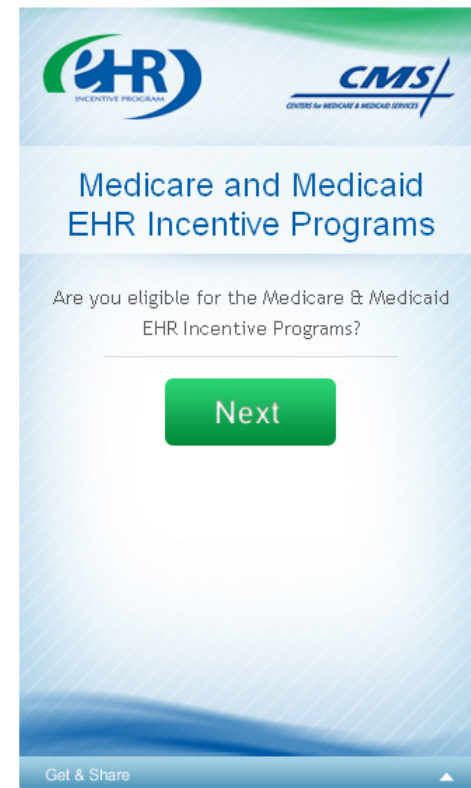 eHR
INCENTIVE PROGRAM
CMS
CENTERS for MEDICARE & MEDICAID SERVICES
Medicare and Medicaid
EHR Incentive Programs
Are you eligible for the Medicare & Medicaid
EHR Incentive Programs?
Next
Get & Share